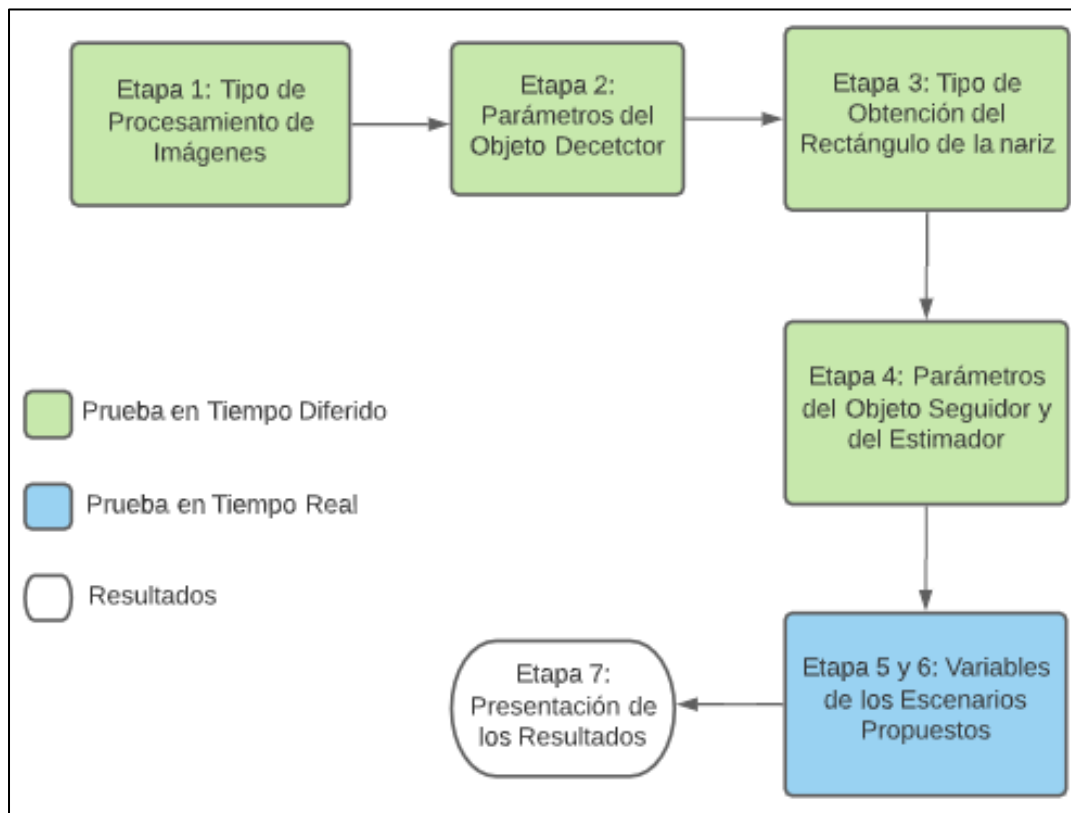 Etapa 1: Tipo de
Procesamiento de
Imágenes
Etapa 2:
Parámetros del
Objeto Decetctor
Etapa 3: Tipo de
Obtención del
Rectángulo de la nariz
Etapa 4: Parámetros
del Objeto Seguidor y
del Estimador
Prueba en Tiempo Diferido
Prueba en Tiempo Real
Resultados
Etapa 5 y 6: Variables
de los Escenarios
Propuestos
Etapa 7:
Presentación de
los Resultados